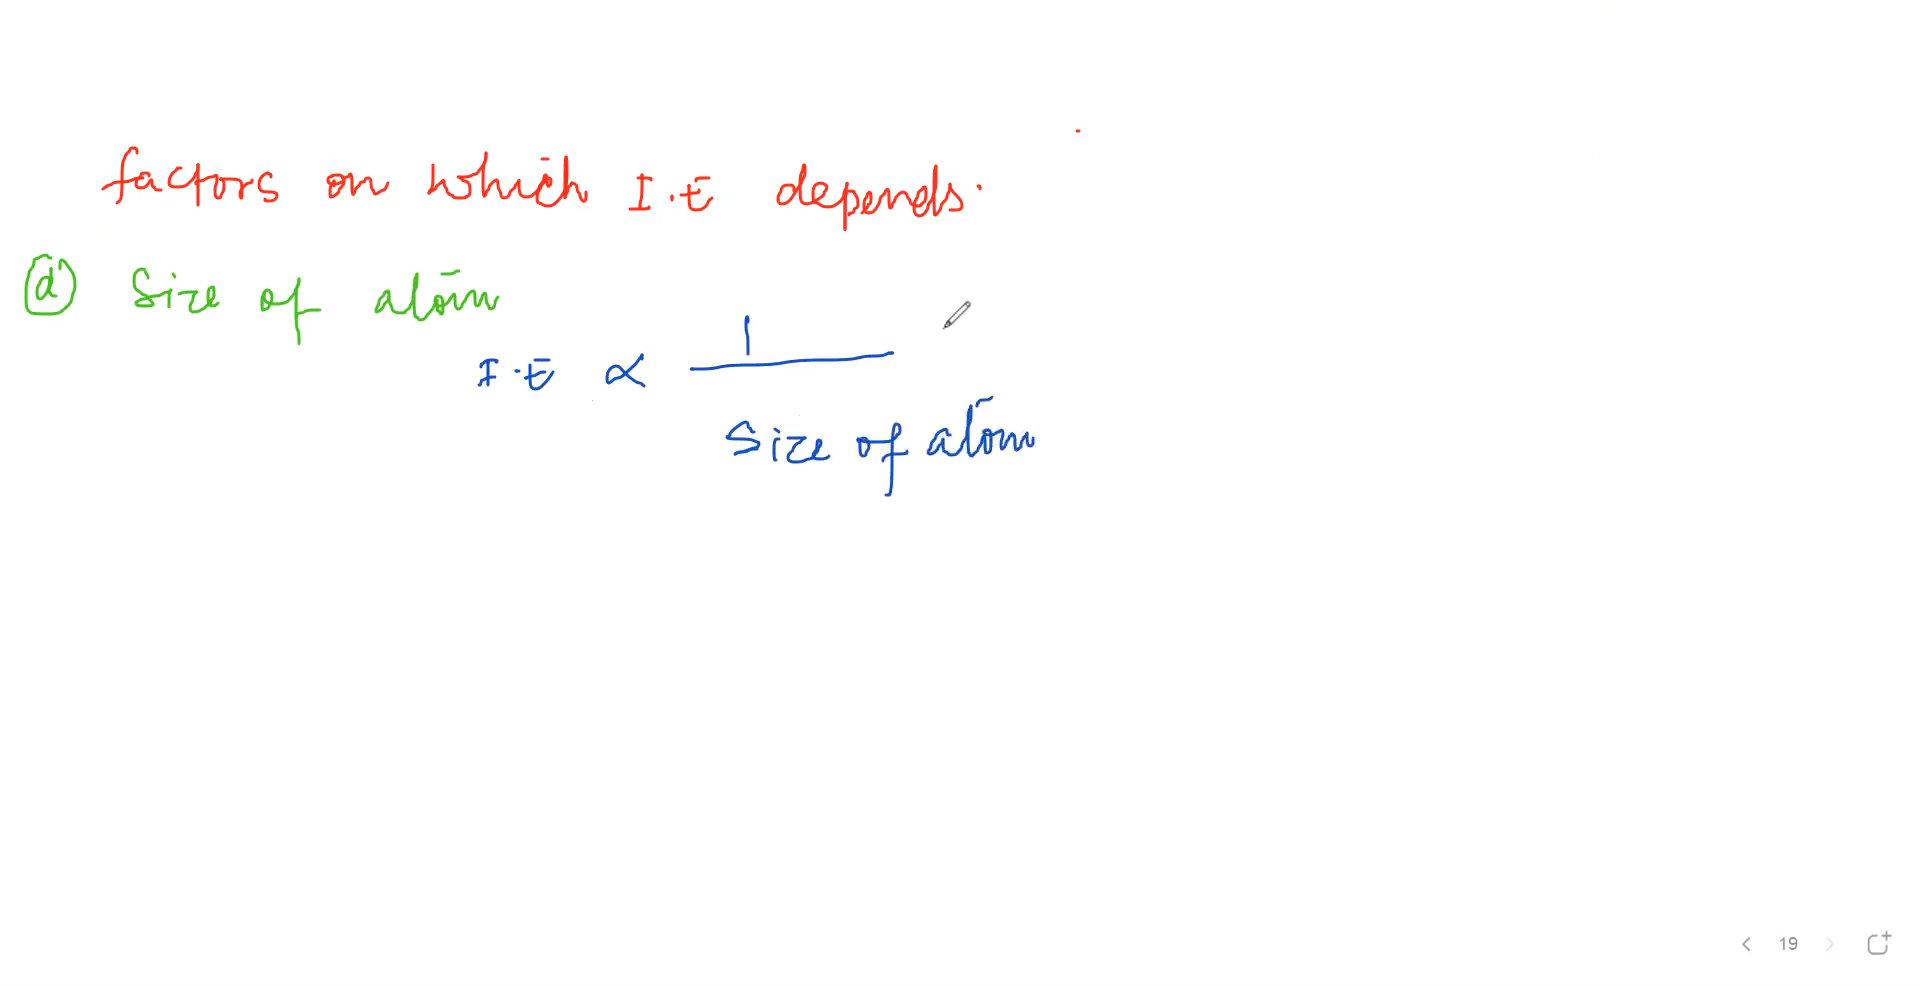 factors on which I.E depends.
(a) Size of atom
I.E ∝ 1
Size of atom
19